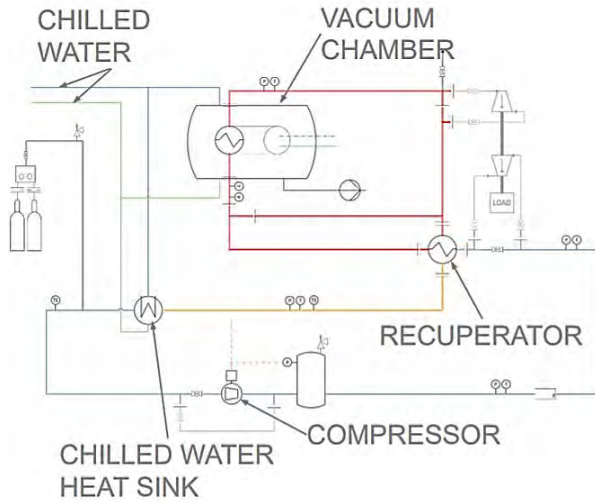 CHILLED
WATER
VACUUM
CHAMBER
P T
LOAD
P T
RECUPERATOR
P T
COMPRESSOR
CHILLED WATER
HEAT SINK